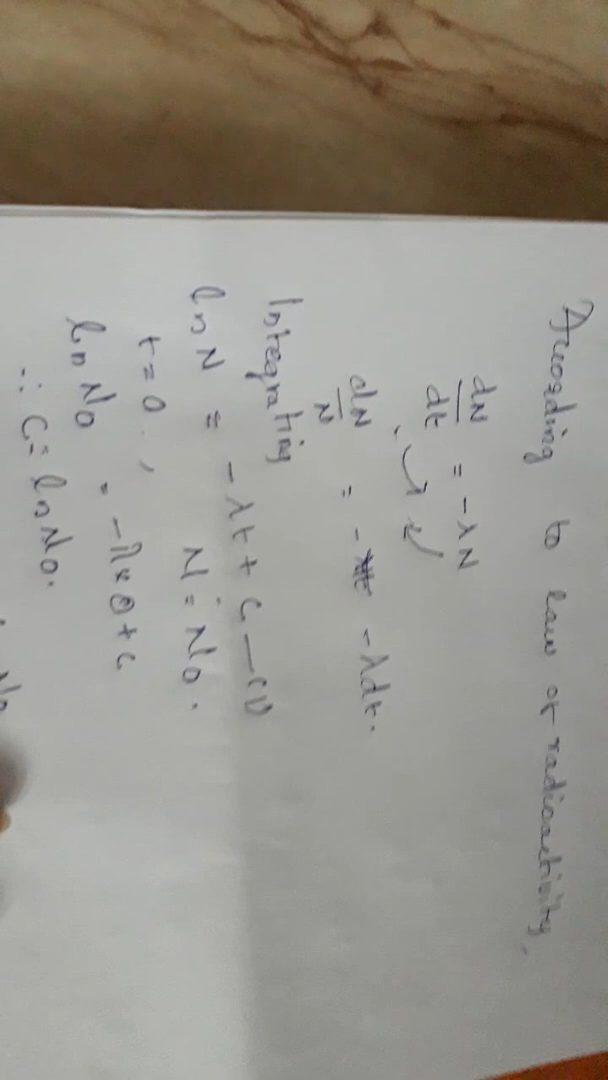 According to law of radioactivity,
dN/dt = -λN
dN/N = -λdt.
Integrating
ln N = -λt + C —(1)
t=0, N=No.
ln No = -λ×0+C
∴ C= ln No.
No